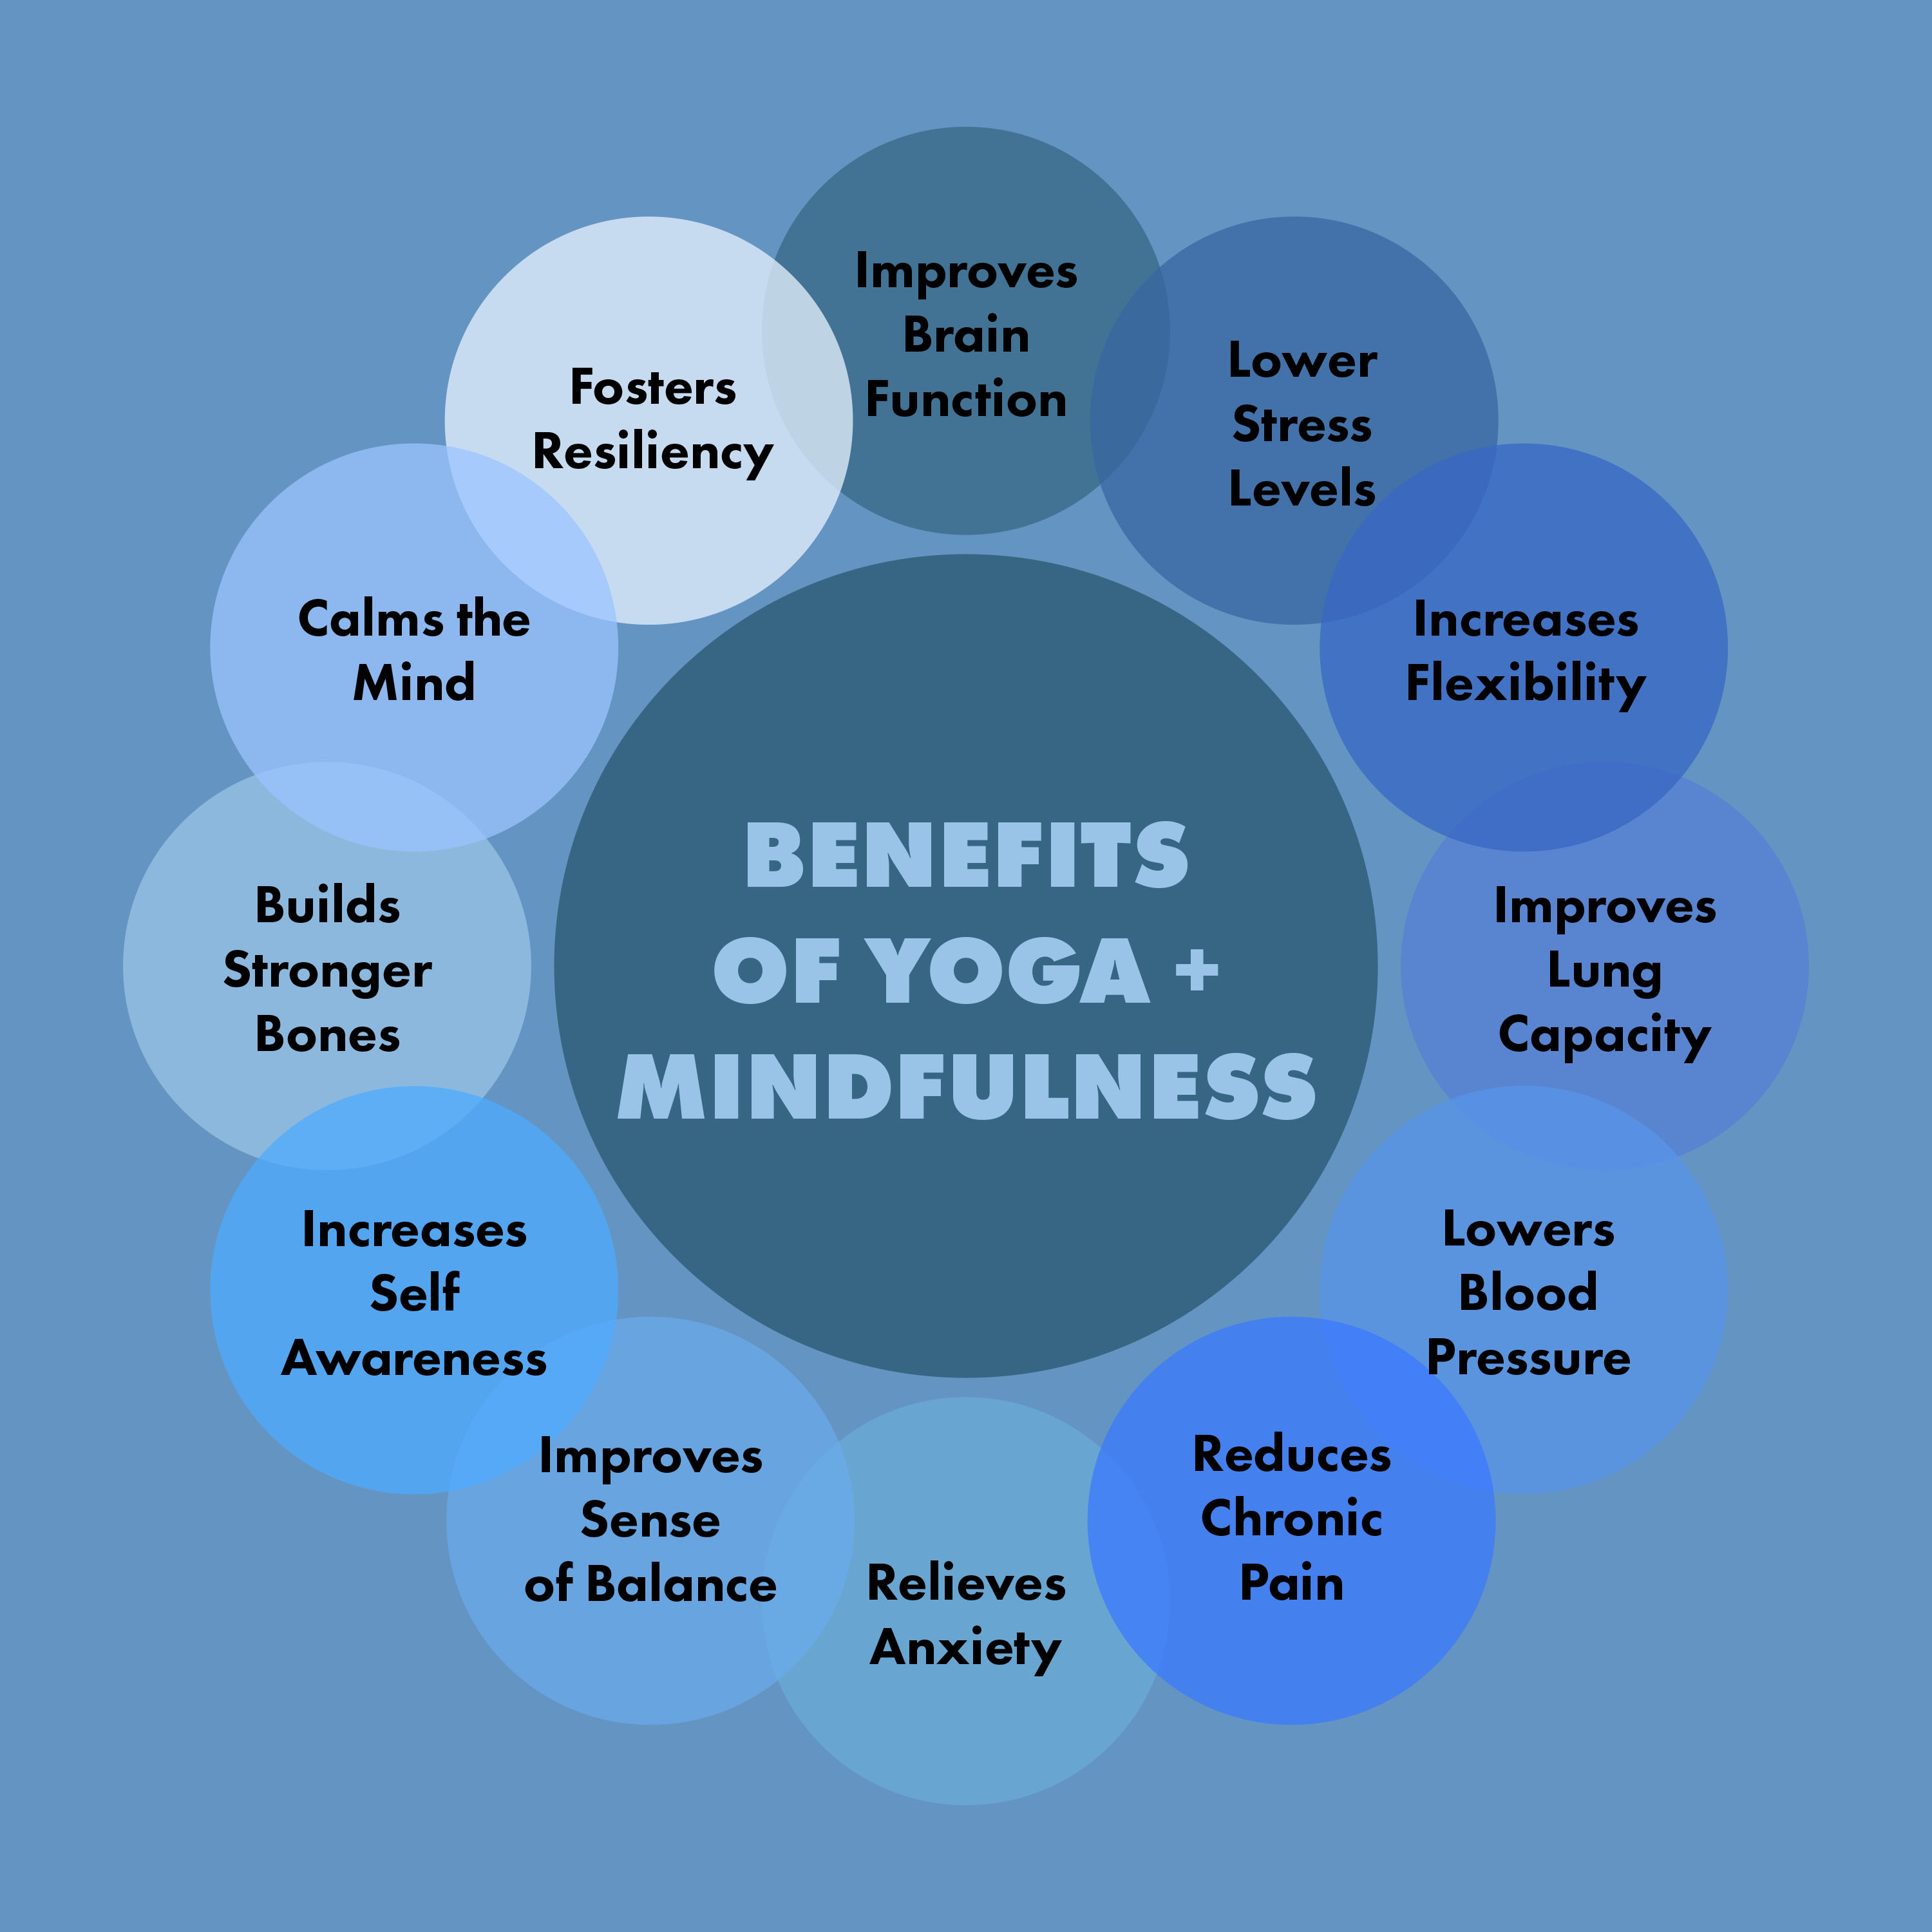 Improves
Brain
Function
Lower
Stress
Levels
Increases
Flexibility
Improves
Lung
Capacity
Lowers
Blood
Pressure
Reduces
Chronic
Pain
Relieves
Anxiety
Improves
Sense
of Balance
Increases
Self
Awareness
Builds
Stronger
Bones
Calms the
Mind
Fosters
Resiliency
BENEFITS
OF YOGA +
MINDFULNESS